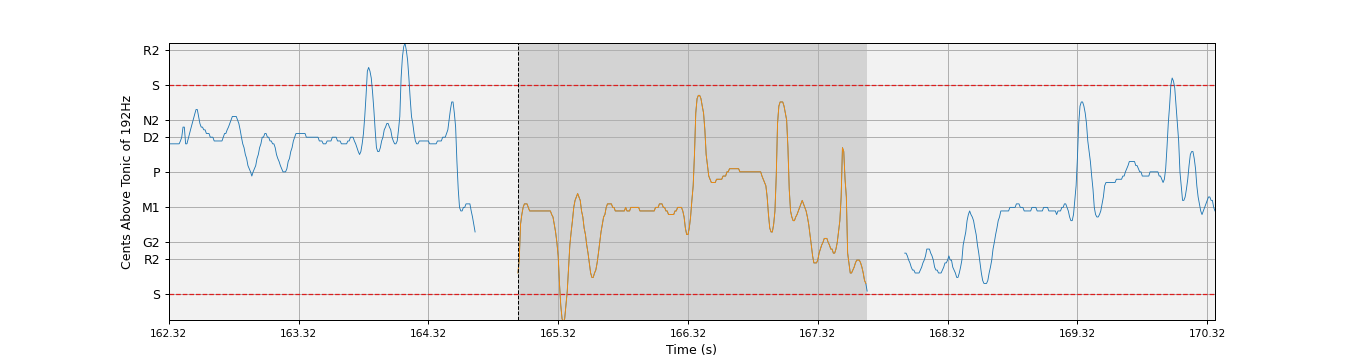 R2
S
N2
D2
P
M1
G2
R2
S
Cents Above Tonic of 192Hz
162.32 163.32 164.32 165.32 166.32 167.32 168.32 169.32 170.32
Time (s)